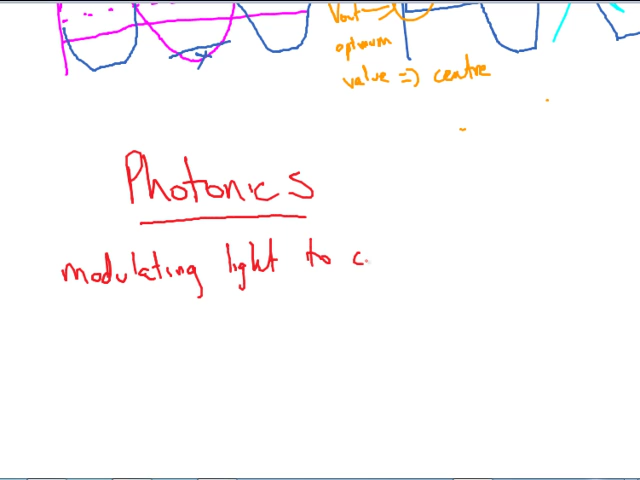 Vout
optimum
value => centre
Photonics
modulating light to c